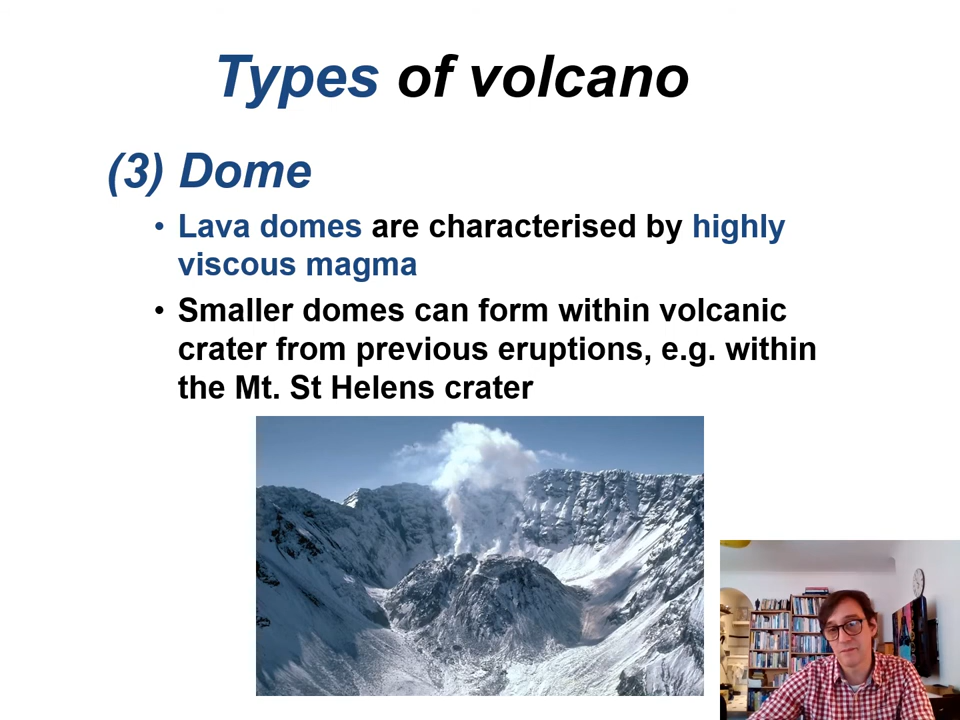 Types of volcano
(3) Dome
• Lava domes are characterised by highly
viscous magma
• Smaller domes can form within volcanic
crater from previous eruptions, e.g. within
the Mt. St Helens crater